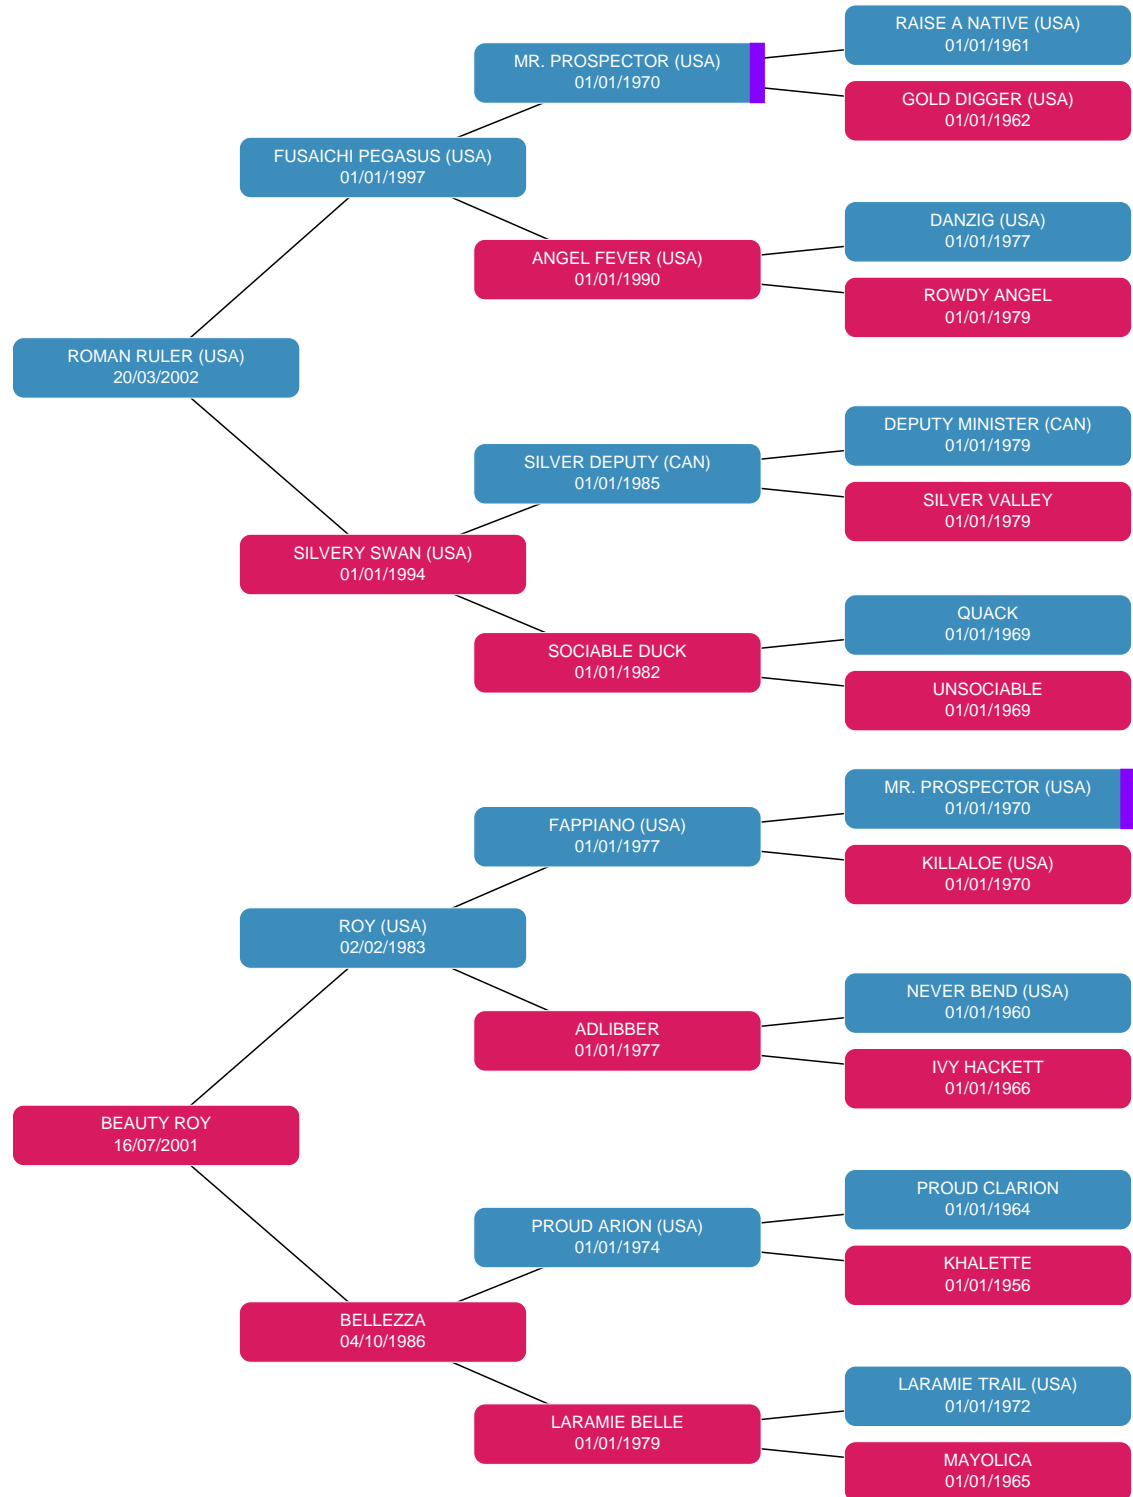 RAISE A NATIVE (USA)
01/01/1961
MR. PROSPECTOR (USA)
01/01/1970
GOLD DIGGER (USA)
01/01/1962
FUSAICHI PEGASUS (USA)
01/01/1997
DANZIG (USA)
01/01/1977
ANGEL FEVER (USA)
01/01/1990
ROWDY ANGEL
01/01/1979
ROMAN RULER (USA)
20/03/2002
DEPUTY MINISTER (CAN)
01/01/1979
SILVER DEPUTY (CAN)
01/01/1985
SILVER VALLEY
01/01/1979
SILVERY SWAN (USA)
01/01/1994
QUACK
01/01/1969
SOCIABLE DUCK
01/01/1982
UNSOCIABLE
01/01/1969
MR. PROSPECTOR (USA)
01/01/1970
FAPPIANO (USA)
01/01/1977
KILLALOE (USA)
01/01/1970
ROY (USA)
02/02/1983
NEVER BEND (USA)
01/01/1960
ADLIBBER
01/01/1977
IVY HACKETT
01/01/1966
BEAUTY ROY
16/07/2001
PROUD CLARION
01/01/1964
PROUD ARION (USA)
01/01/1974
KHALETTE
01/01/1956
BELLEZZA
04/10/1986
LARAMIE TRAIL (USA)
01/01/1972
LARAMIE BELLE
01/01/1979
MAYOLICA
01/01/1965